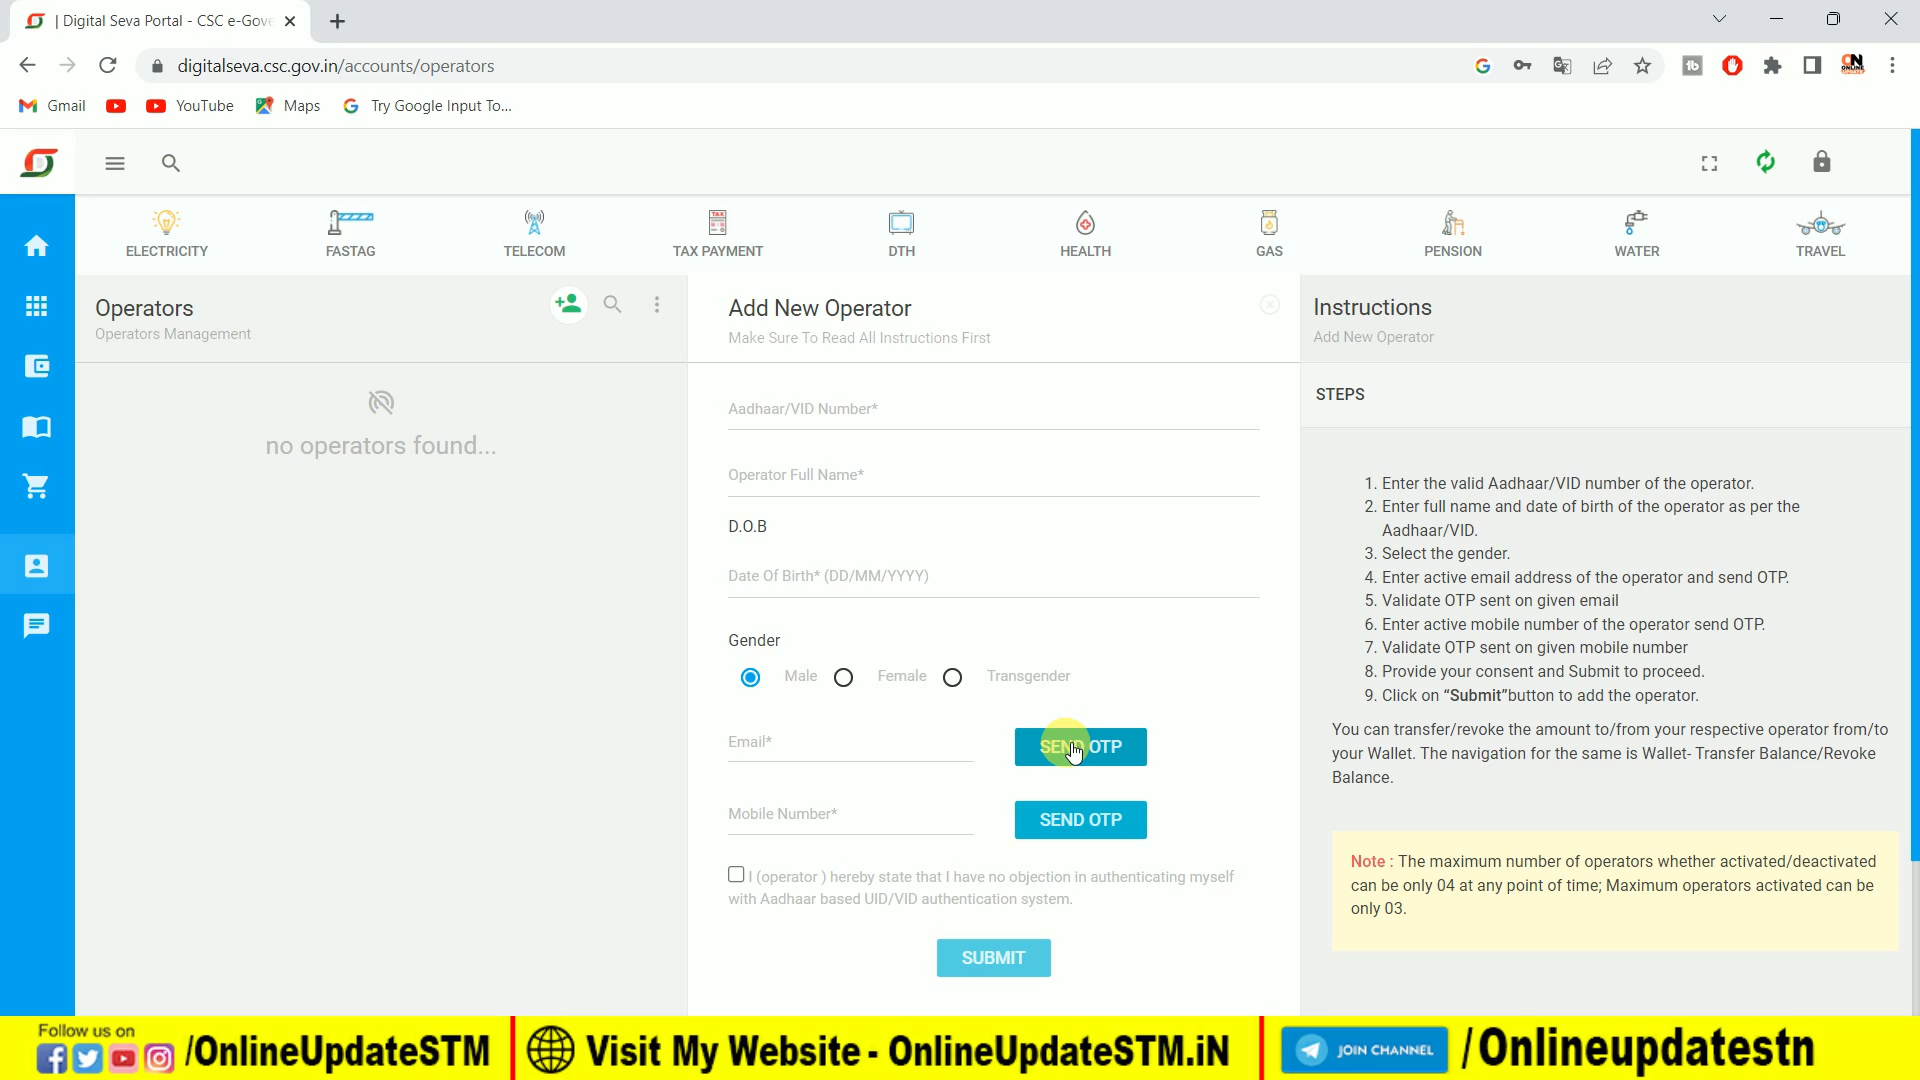 | Digital Seva Portal - CSC e-Gove
digitalseva.csc.gov.in/accounts/operators
Gmail
YouTube
Maps
Try Google Input To...
ELECTRICITY
FASTAG
TELECOM
TAX PAYMENT
DTH
HEALTH
GAS
PENSION
WATER
TRAVEL
Operators
Operators Management
no operators found...
Add New Operator
Make Sure To Read All Instructions First
Aadhaar/VID Number*
Operator Full Name*
D.O.B
Date Of Birth* (DD/MM/YYYY)
Gender
Male
Female
Transgender
Email*
SEND OTP
Mobile Number*
SEND OTP
I (operator ) hereby state that I have no objection in authenticating myself
with Aadhaar based UID/VID authentication system.
SUBMIT
Instructions
Add New Operator
STEPS
1. Enter the valid Aadhaar/VID number of the operator.
2. Enter full name and date of birth of the operator as per the
Aadhaar/VID.
3. Select the gender.
4. Enter active email address of the operator and send OTP.
5. Validate OTP sent on given email
6. Enter active mobile number of the operator send OTP.
7. Validate OTP sent on given mobile number
8. Provide your consent and Submit to proceed.
9. Click on “Submit”button to add the operator.
You can transfer/revoke the amount to/from your respective operator from/to
your Wallet. The navigation for the same is Wallet- Transfer Balance/Revoke
Balance.
Note : The maximum number of operators whether activated/deactivated
can be only 04 at any point of time; Maximum operators activated can be
only 03.
Follow us on
/OnlineUpdateSTM
Visit My Website - OnlineUpdateSTM.iN
JOIN CHANNEL
/Onlineupdatestn